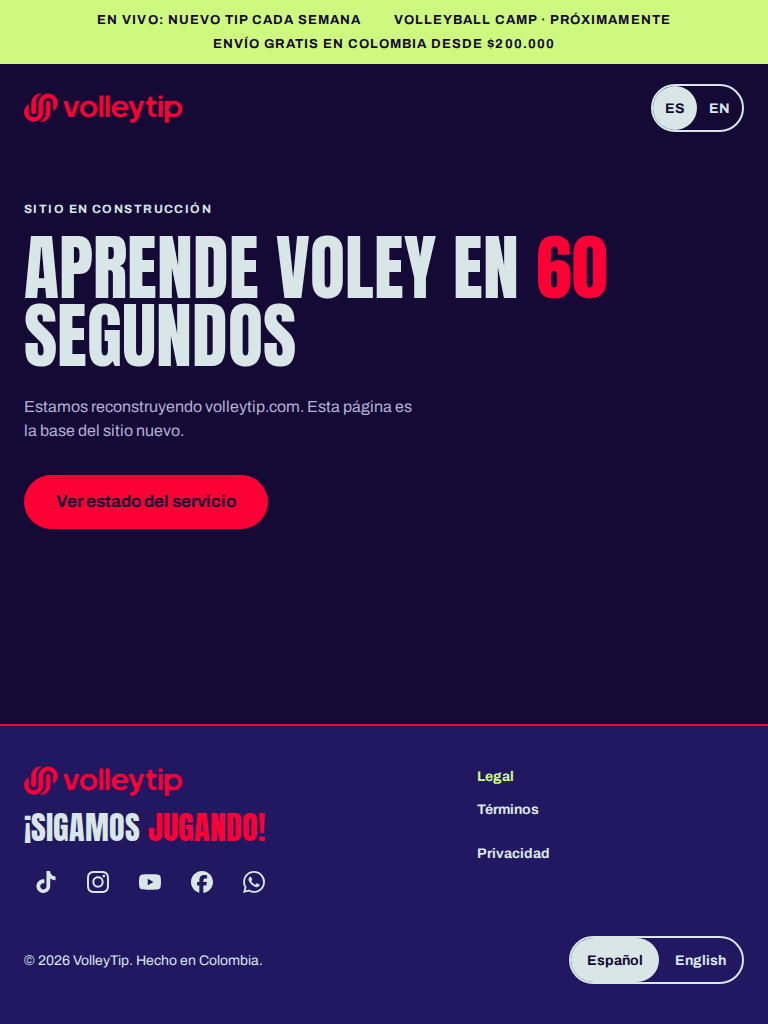 EN VIVO: NUEVO TIP CADA SEMANA VOLLEYBALL CAMP · PRÓXIMAMENTE
ENVÍO GRATIS EN COLOMBIA DESDE $200.000
volleytip
ES EN
SITIO EN CONSTRUCCIÓN
APRENDE VOLEY EN 60
SEGUNDOS
Estamos reconstruyendo volleytip.com. Esta página es
la base del sitio nuevo.
Ver estado del servicio
volleytip
¡SIGAMOS JUGANDO!
Legal
Términos
Privacidad
© 2026 VolleyTip. Hecho en Colombia.
Español English